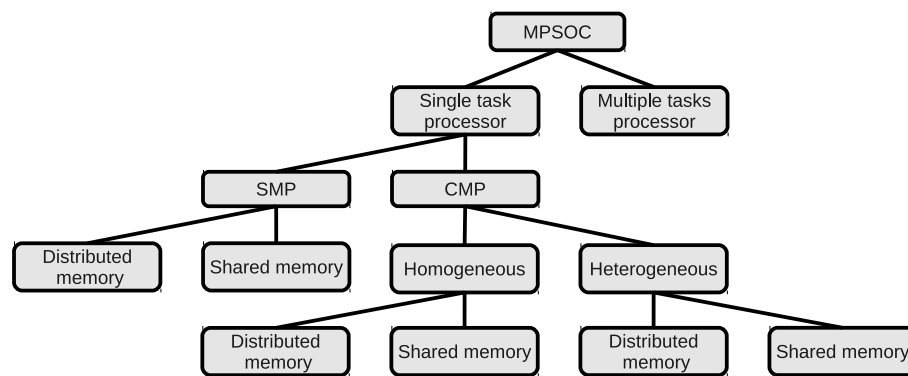 MPSOC
Single task
processor
Multiple tasks
processor
SMP
CMP
Distributed
memory
Shared memory
Homogeneous
Heterogeneous
Distributed
memory
Shared memory
Distributed
memory
Shared memory